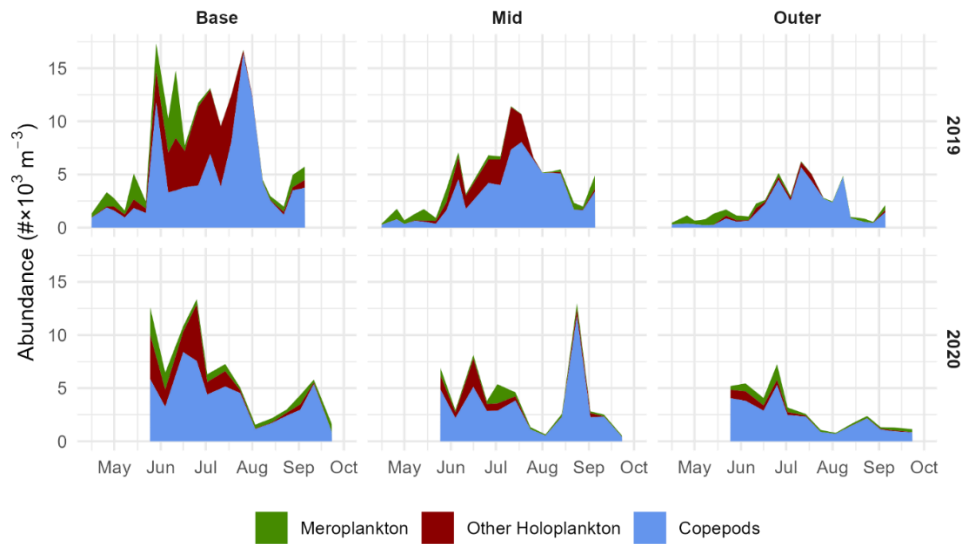 Base Mid Outer
Abundance (#×10³ m⁻³)
15
10
5
0
2019
15
10
5
0
2020
May Jun Jul Aug Sep Oct May Jun Jul Aug Sep Oct May Jun Jul Aug Sep Oct
Meroplankton Other Holoplankton Copepods